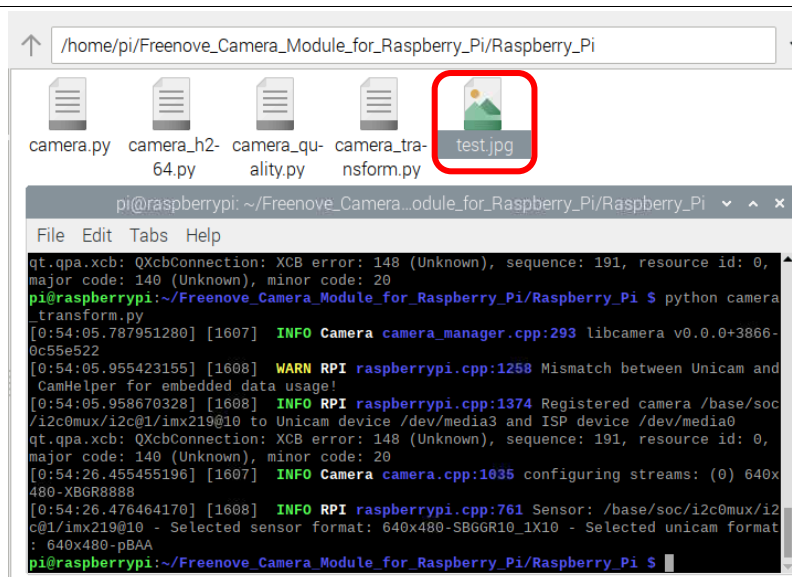 /home/pi/Freenove_Camera_Module_for_Raspberry_Pi/Raspberry_Pi
camera.py camera_h2- camera_qu- camera_tra- test.jpg
64.py ality.py nsform.py
pi@raspberrypi: ~/Freenove_Camera...odule_for_Raspberry_Pi/Raspberry_Pi
File Edit Tabs Help
qt.qpa.xcb: QXcbConnection: XCB error: 148 (Unknown), sequence: 191, resource id: 0,
major code: 140 (Unknown), minor code: 20
pi@raspberrypi:~/Freenove_Camera_Module_for_Raspberry_Pi/Raspberry_Pi $ python camera
_transform.py
[0:54:05.787951280] [1607] INFO Camera camera_manager.cpp:293 libcamera v0.0.0+3866-
0c55e522
[0:54:05.955423155] [1608] WARN RPI raspberrypi.cpp:1258 Mismatch between Unicam and
CamHelper for embedded data usage!
[0:54:05.958670328] [1608] INFO RPI raspberrypi.cpp:1374 Registered camera /base/soc
/i2c0mux/i2c@1/imx219@10 to Unicam device /dev/media3 and ISP device /dev/media0
qt.qpa.xcb: QXcbConnection: XCB error: 148 (Unknown), sequence: 191, resource id: 0,
major code: 140 (Unknown), minor code: 20
[0:54:26.455455196] [1607] INFO Camera camera.cpp:1035 configuring streams: (0) 640x
480-XBGR8888
[0:54:26.476464170] [1608] INFO RPI raspberrypi.cpp:761 Sensor: /base/soc/i2c0mux/i2
c@1/imx219@10 - Selected sensor format: 640x480-SBGGR10_1X10 - Selected unicam format
: 640x480-pBAA
pi@raspberrypi:~/Freenove_Camera_Module_for_Raspberry_Pi/Raspberry_Pi $